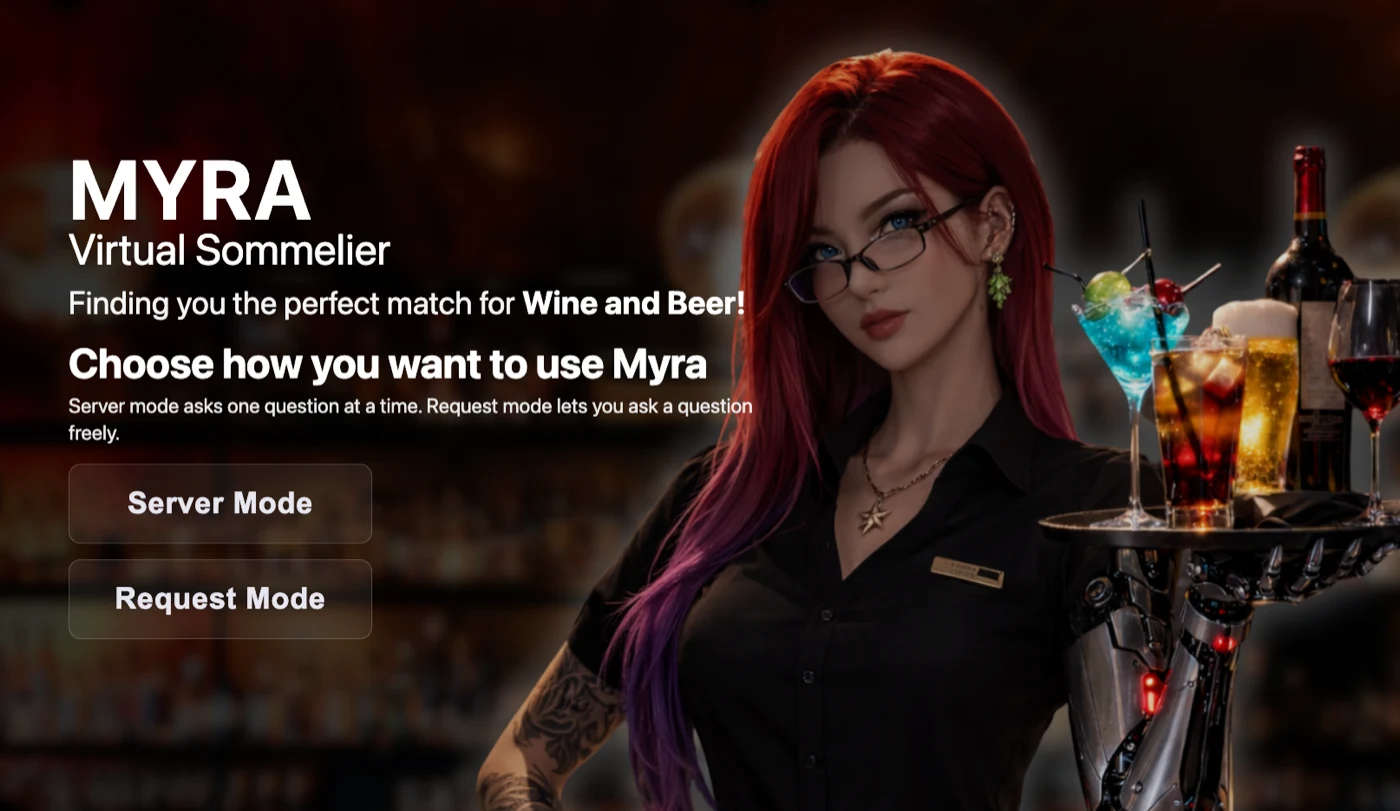 MYRA
Virtual Sommelier
Finding you the perfect match for Wine and Beer!
Choose how you want to use Myra
Server mode asks one question at a time. Request mode lets you ask a question
freely.
Server Mode
Request Mode